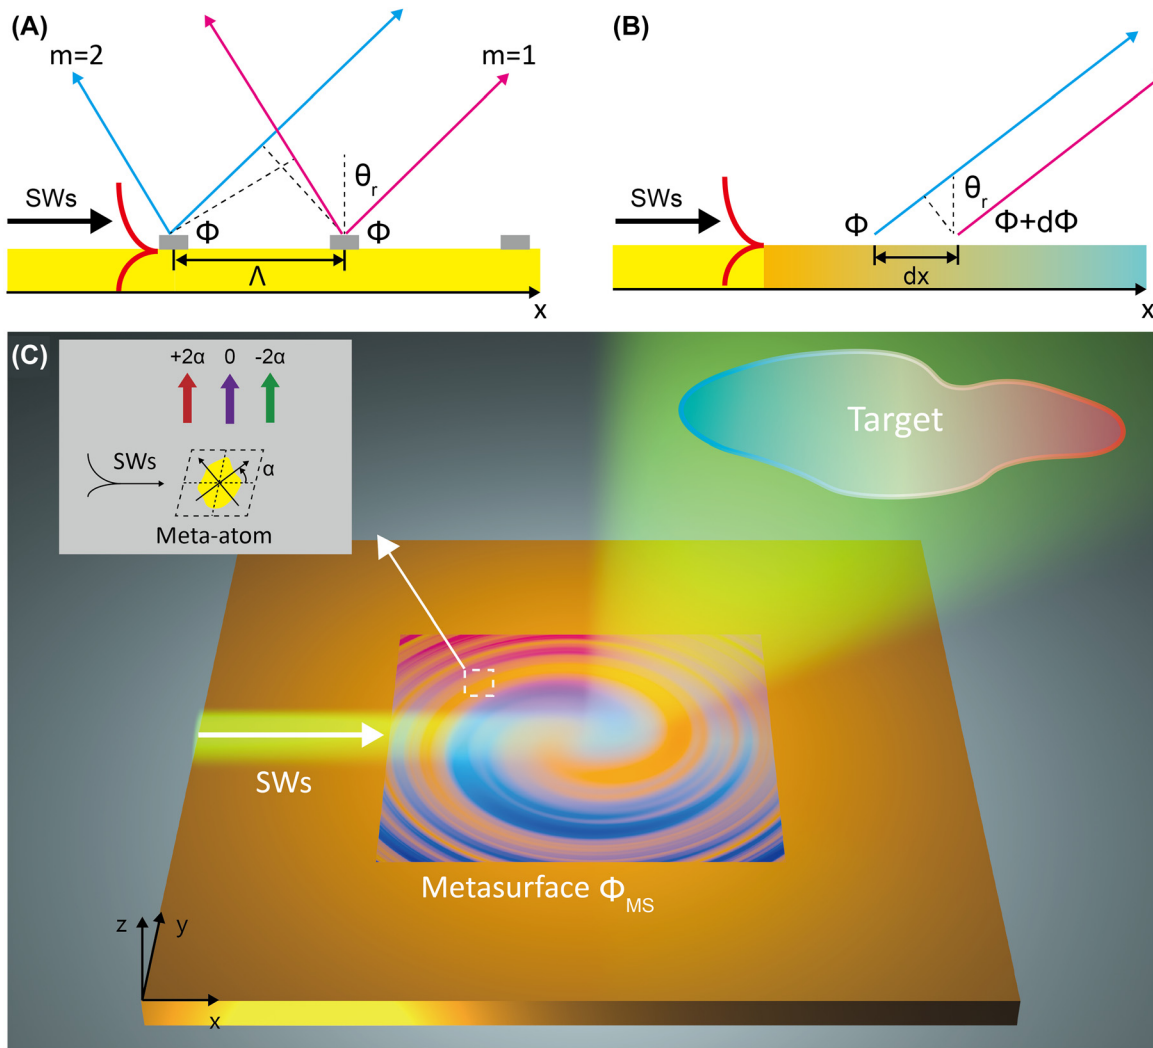 (A)
m=2
m=1
θr
SWs
Φ
Φ
Λ
x
(B)
SWs
θr
Φ
Φ+dΦ
dx
x
(C)
+2α
0
-2α
SWs
α
Meta-atom
Target
SWs
Metasurface ΦMS
z
y
x